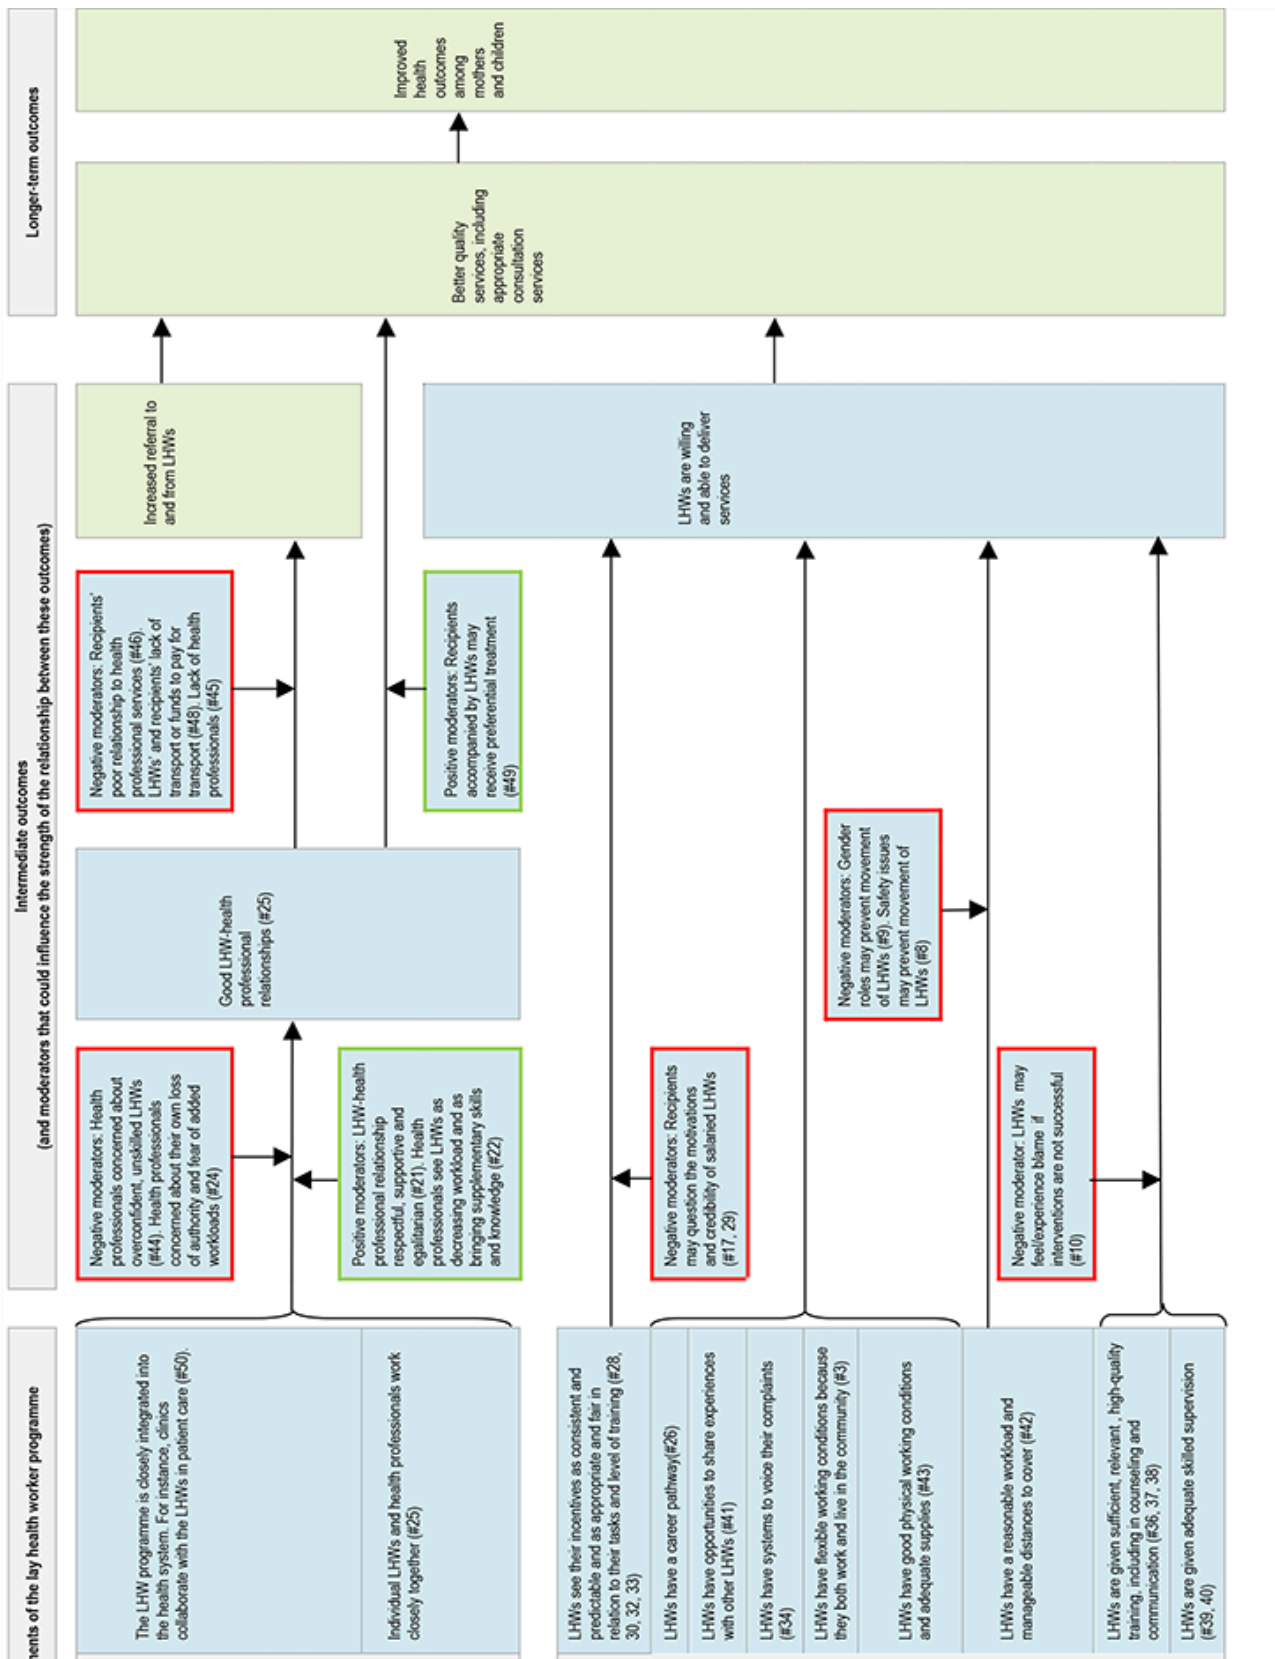 nents of the lay health worker programme
Intermediate outcomes
(and moderators that could influence the strength of the relationship between these outcomes)
Longer-term outcomes
The LHW programme is closely integrated into
the health system. For instance, clinics
collaborate with the LHWs in patient care (#50).
Individual LHWs and health professionals work
closely together (#25)
Negative moderators: Health
professionals concerned about
overconfident, unskilled LHWs
(#44). Health professionals
concerned about their own loss
of authority and fear of added
workloads (#24)
Positive moderators: LHW-health
professional relationship
respectful, supportive and
egalitarian (#21). Health
professionals see LHWs as
decreasing workload and as
bringing supplementary skills
and knowledge (#22)
Good LHW-health
professional
relationships (#25)
Negative moderators: Recipients'
poor relationship to health
professional services (#46).
LHWs' and recipients' lack of
transport or funds to pay for
transport (#48). Lack of health
professionals (#45)
Positive moderators: Recipients
accompanied by LHWs may
receive preferential treatment
(#49)
Increased referral to
and from LHWs
Better quality
services, including
appropriate
consultation
services
Improved
health
outcomes
among
mothers
and children
LHWs see their incentives as consistent and
predictable and as appropriate and fair in
relation to their tasks and level of training (#28,
30, 32, 33)
LHWs have a career pathway(#26)
LHWs have opportunities to share experiences
with other LHWs (#41)
LHWs have systems to voice their complaints
(#34)
LHWs have flexible working conditions because
they both work and live in the community (#3)
LHWs have good physical working conditions
and adequate supplies (#43)
LHWs have a reasonable workload and
manageable distances to cover (#42)
LHWs are given sufficient, relevant , high-quality
training, including in counseling and
communication (#36, 37, 38)
LHWs are given adequate skilled supervision
(#39, 40)
Negative moderators: Recipients
may question the motivations
and credibility of salaried LHWs
(#17, 29)
Negative moderators: Gender
roles may prevent movement
of LHWs (#9). Safety issues
may prevent movement of
LHWs (#8)
Negative moderator: LHWs may
feel/experience blame if
interventions are not successful
(#10)
LHWs are willing
and able to deliver
services